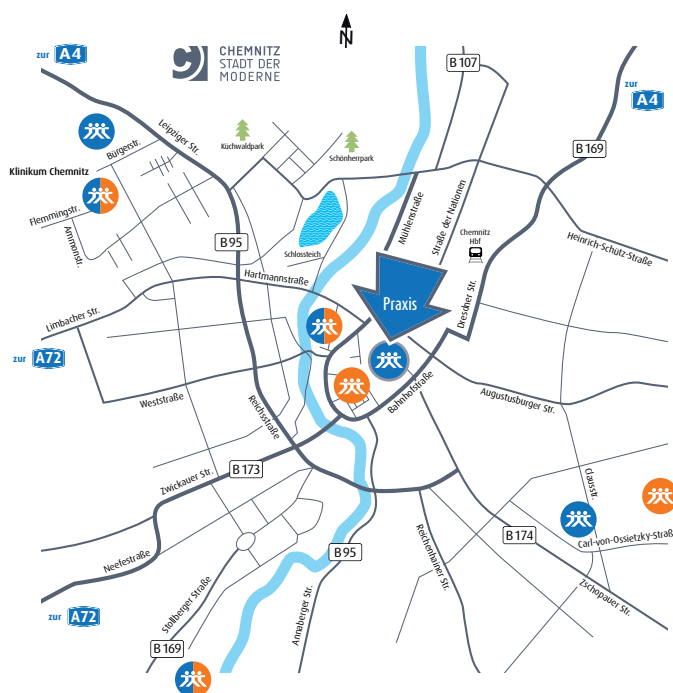 N
zur A4
CHEMNITZ
STADT DER
MODERNE
B 107
zur
A4
B 169
Leipziger Str.
Bürgerstr.
Küchwaldpark
Schönherrpark
Klinikum Chemnitz
Flemmingstr.
Ammonstr.
B 95
Schlossteich
Mühlenstraße
Straße der Nationen
Chemnitz
Hbf
Heinrich-Schütz-Straße
Hartmannstraße
Praxis
Dresdner Str.
Limbacher Str.
zur A72
Weststraße
Reichsstraße
Bahnhofstraße
Augustusburger Str.
Zwickauer Str.
B 173
Clausstr.
Neefestraße
B 95
Reichenhainer Str.
B 174
Carl-von-Ossietzky-Straß
Zschopauer Str.
Stollberger Straße
Annaberger Str.
zur A72
B 169